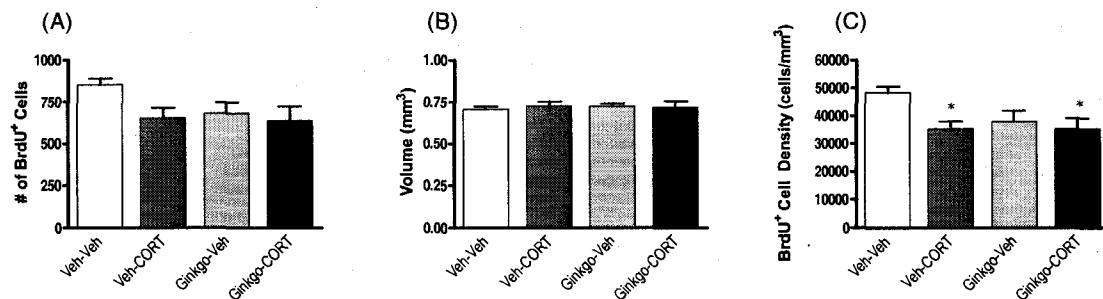 (A)
# of BrdU+ Cells
1000
750
500
250
0
Veh-Veh
Veh-CORT
Ginkgo-Veh
Ginkgo-CORT
(B)
Volume (mm³)
1.00
0.75
0.50
0.25
0.00
Veh-Veh
Veh-CORT
Ginkgo-Veh
Ginkgo-CORT
(C)
BrdU⁺ Cell Density (cells/mm³)
60000
50000
40000
30000
20000
10000
0
*
*
Veh-Veh
Veh-CORT
Ginkgo-Veh
Ginkgo-CORT